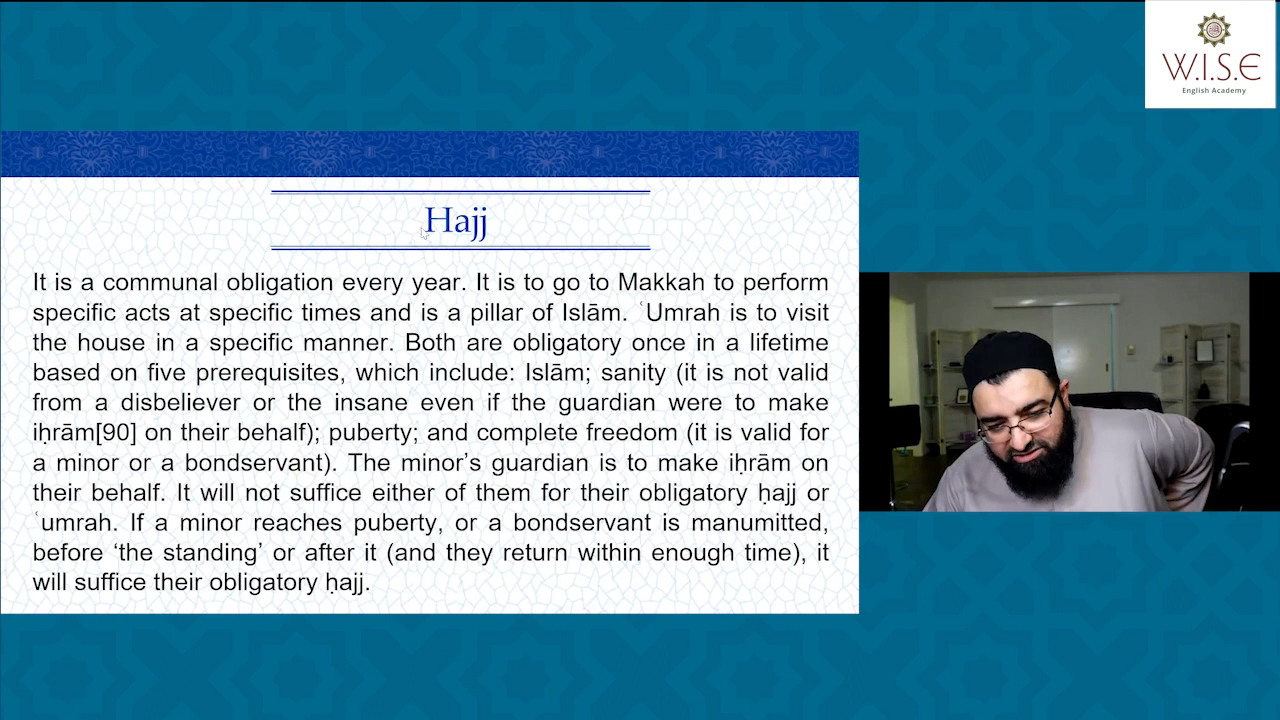 W.I.S.E
English Academy
Hajj
It is a communal obligation every year. It is to go to Makkah to perform
specific acts at specific times and is a pillar of Islām. ʿUmrah is to visit
the house in a specific manner. Both are obligatory once in a lifetime
based on five prerequisites, which include: Islām; sanity (it is not valid
from a disbeliever or the insane even if the guardian were to make
iḥrām[90] on their behalf); puberty; and complete freedom (it is valid for
a minor or a bondservant). The minor’s guardian is to make iḥrām on
their behalf. It will not suffice either of them for their obligatory ḥajj or
ʿumrah. If a minor reaches puberty, or a bondservant is manumitted,
before ‘the standing’ or after it (and they return within enough time), it
will suffice their obligatory ḥajj.